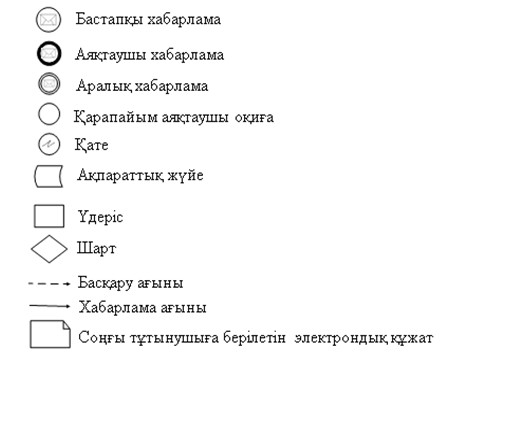 Бастапқы хабарлама
Аяқтаушы хабарлама
Аралық хабарлама
Қарапайым аяқтаушы оқиға
Қате
Ақпараттық жүйе
Үдеріс
Шарт
Басқару ағыны
Хабарлама ағыны
Соңғы тұтынушыға берілетін электрондық құжат